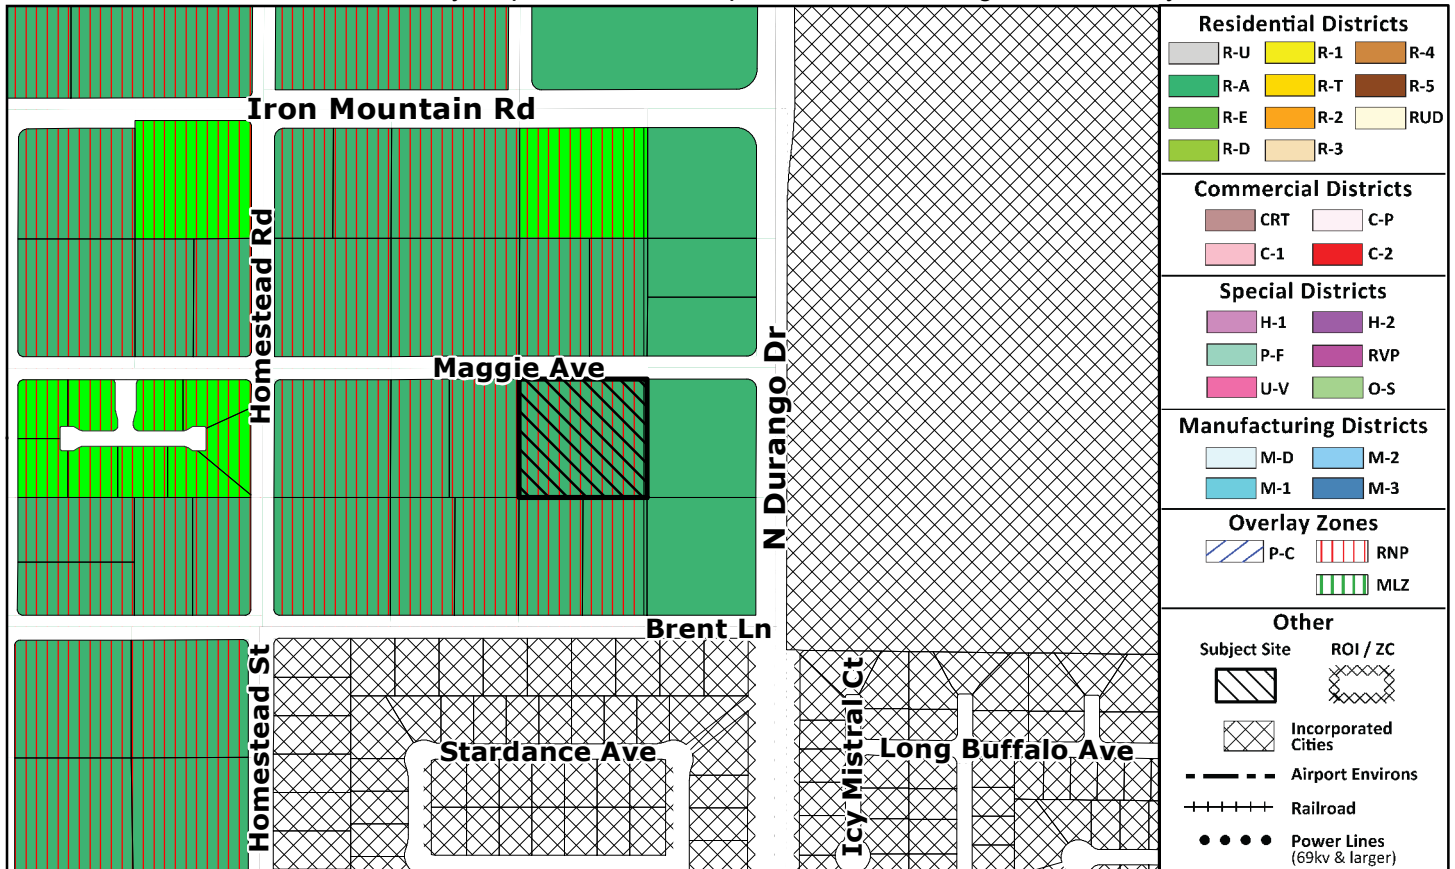 Iron Mountain Rd
Homestead Rd
Maggie Ave
N Durango Dr
Brent Ln
Homestead St
Stardance Ave
Icy Mistral Ct
Long Buffalo Ave
Residential Districts
R-U R-1 R-4
R-A R-T R-5
R-E R-2 RUD
R-D R-3
Commercial Districts
CRT C-P
C-1 C-2
Special Districts
H-1 H-2
P-F RVP
U-V O-S
Manufacturing Districts
M-D M-2
M-1 M-3
Overlay Zones
P-C RNP
MLZ
Other
Subject Site ROI / ZC
Incorporated
Cities
Airport Environs
Railroad
Power Lines
(69kv & larger)